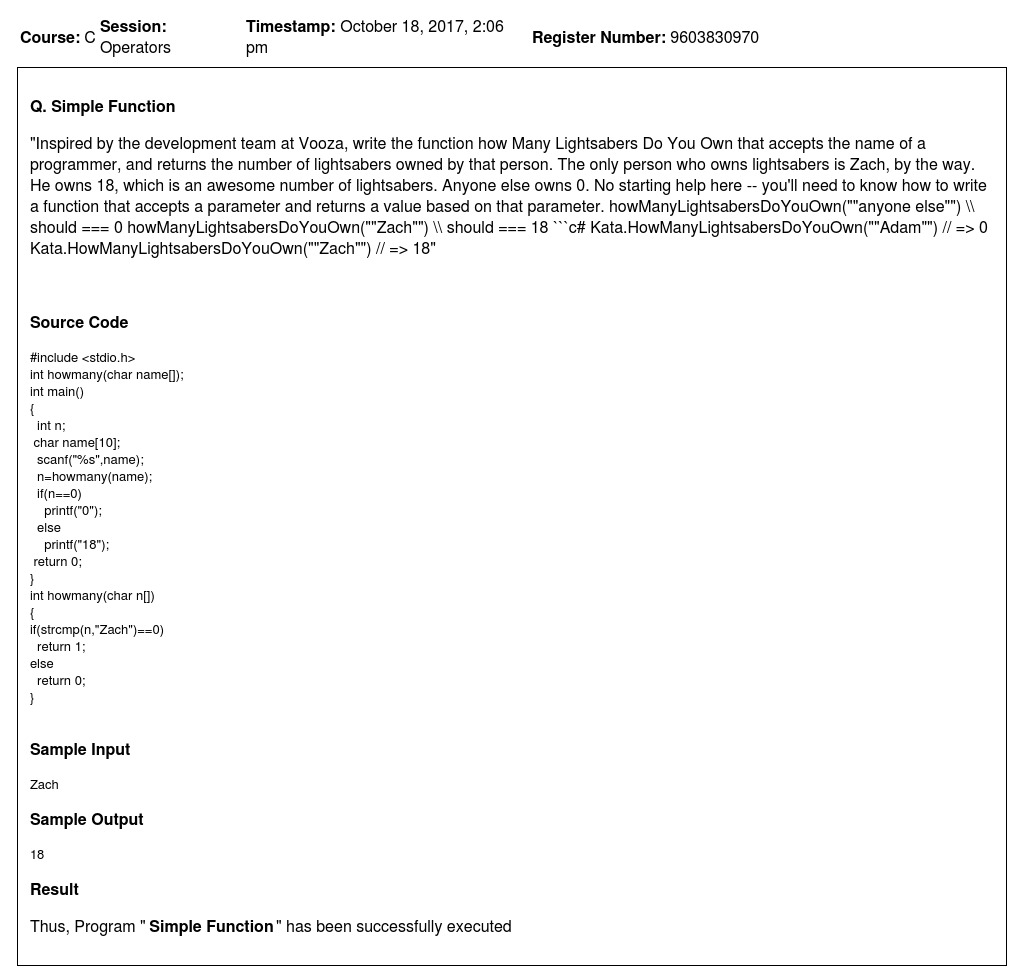 Course: C Session: Operators Timestamp: October 18, 2017, 2:06 pm Register Number: 9603830970
Q. Simple Function
"Inspired by the development team at Vooza, write the function how Many Lightsabers Do You Own that accepts the name of a
programmer, and returns the number of lightsabers owned by that person. The only person who owns lightsabers is Zach, by the way.
He owns 18, which is an awesome number of lightsabers. Anyone else owns 0. No starting help here -- you'll need to know how to write
a function that accepts a parameter and returns a value based on that parameter. howManyLightsabersDoYouOwn(""anyone else"") \\
should === 0 howManyLightsabersDoYouOwn(""Zach"") \\ should === 18 ```c# Kata.HowManyLightsabersDoYouOwn(""Adam"") // => 0
Kata.HowManyLightsabersDoYouOwn(""Zach"") // => 18"
Source Code
#include <stdio.h>
int howmany(char name[]);
int main()
{
int n;
char name[10];
scanf("%s",name);
n=howmany(name);
if(n==0)
printf("0");
else
printf("18");
return 0;
}
int howmany(char n[])
{
if(strcmp(n,"Zach")==0)
return 1;
else
return 0;
}
Sample Input
Zach
Sample Output
18
Result
Thus, Program " Simple Function " has been successfully executed